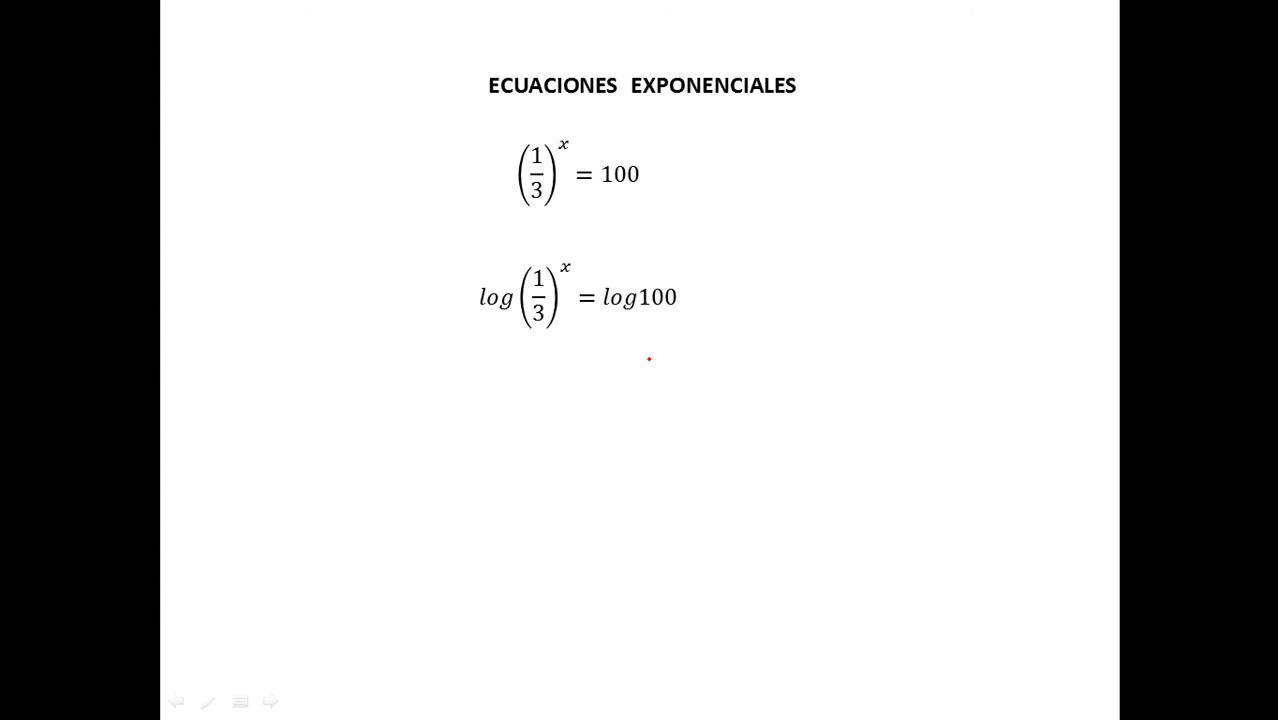 ECUACIONES EXPONENCIALES
(1/3)^x = 100
log(1/3)^x = log100